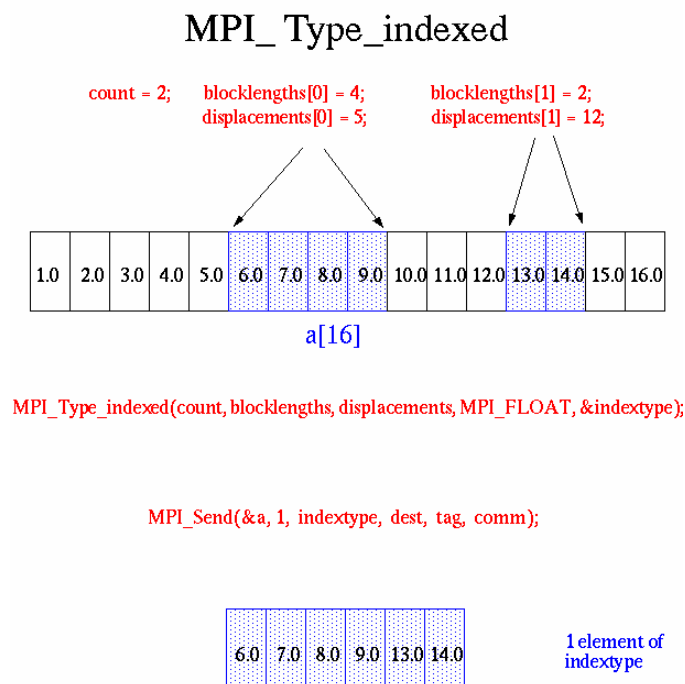 MPI_ Type_indexed
count = 2; blocklengths[0] = 4; blocklengths[1] = 2;
displacements[0] = 5; displacements[1] = 12;
1.0 2.0 3.0 4.0 5.0 6.0 7.0 8.0 9.0 10.0 11.0 12.0 13.0 14.0 15.0 16.0
a[16]
MPI_Type_indexed(count, blocklengths, displacements, MPI_FLOAT, &indextype);
MPI_Send(&a, 1, indextype, dest, tag, comm);
6.0 7.0 8.0 9.0 13.0 14.0
1 element of
indextype